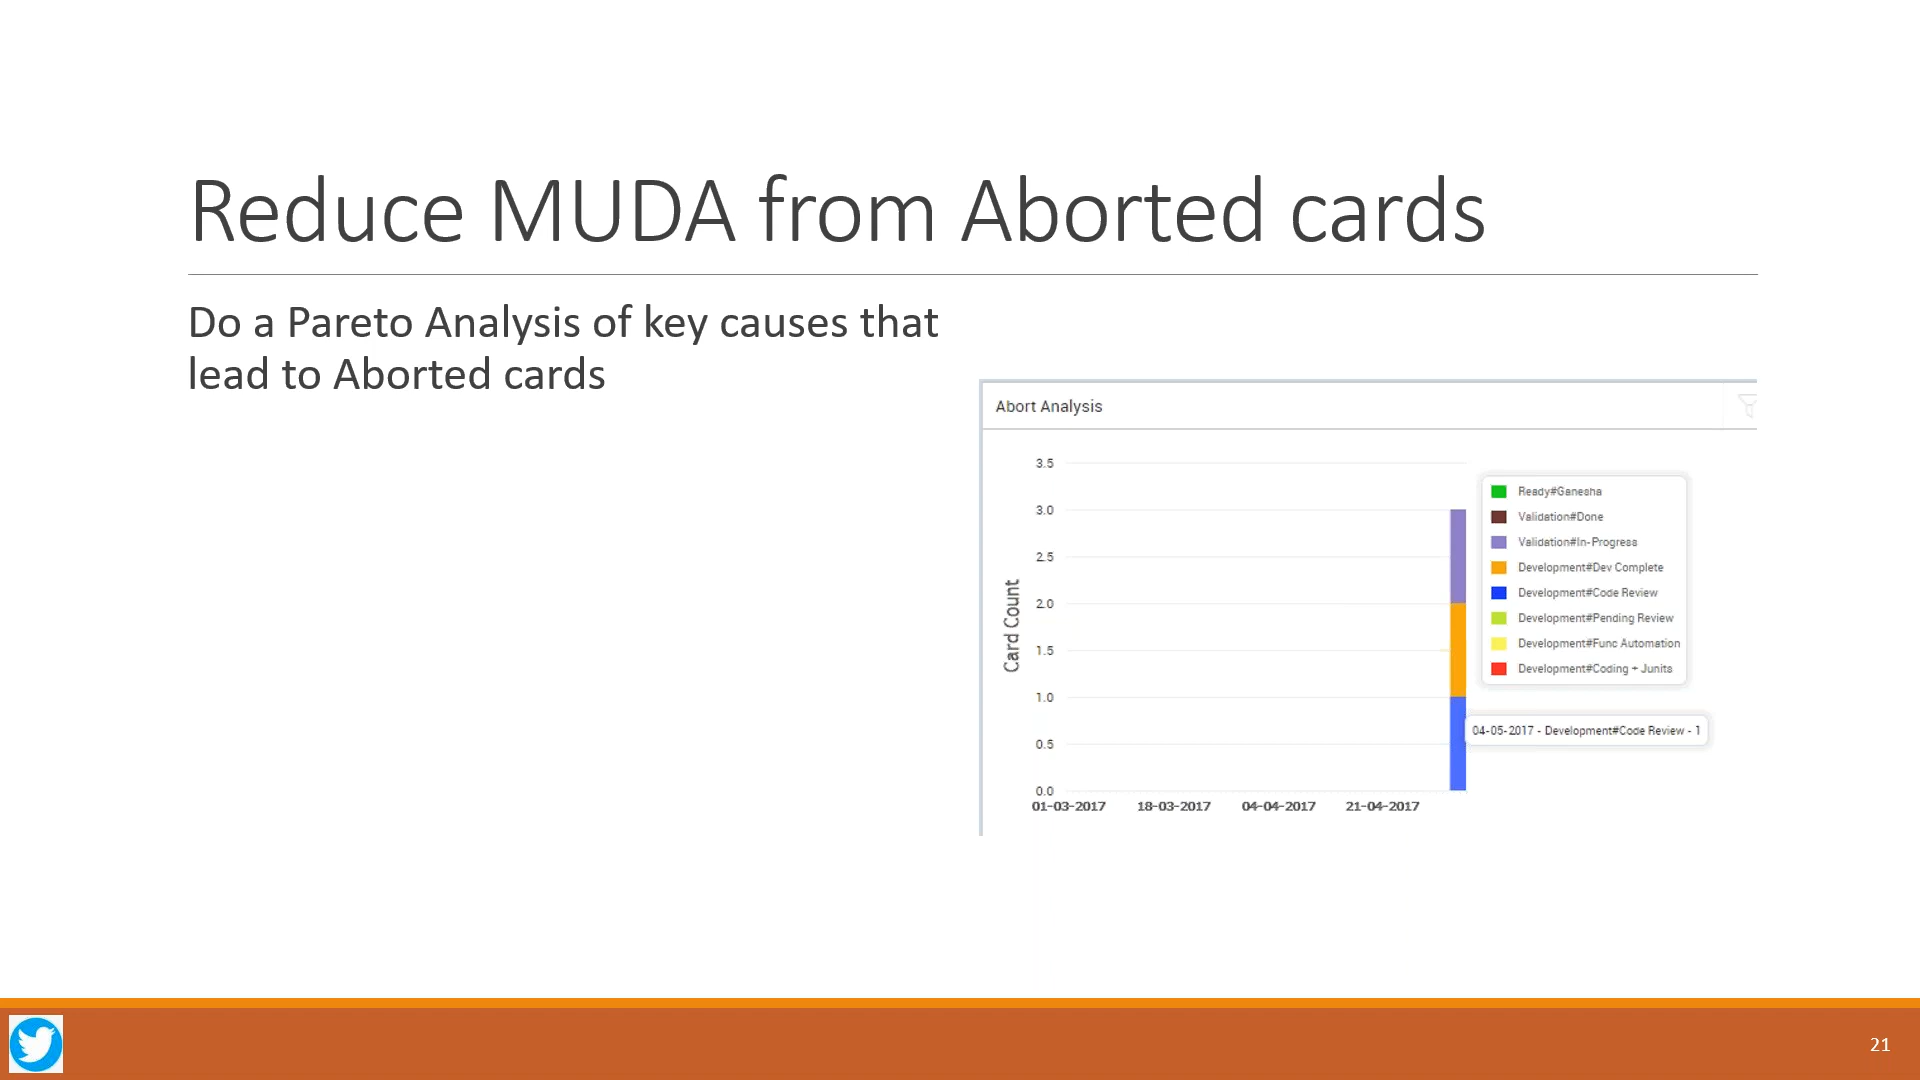 Reduce MUDA from Aborted cards
Do a Pareto Analysis of key causes that
lead to Aborted cards
Abort Analysis
3.5
3.0
2.5
2.0
1.5
1.0
0.5
0.0
Card Count
01-03-2017 18-03-2017 04-04-2017 21-04-2017
Ready#Ganesha
Validation#Done
Validation#In-Progress
Development#Dev Complete
Development#Code Review
Development#Pending Review
Development#Func Automation
Development#Coding + Junits
04-05-2017 - Development#Code Review - 1
21